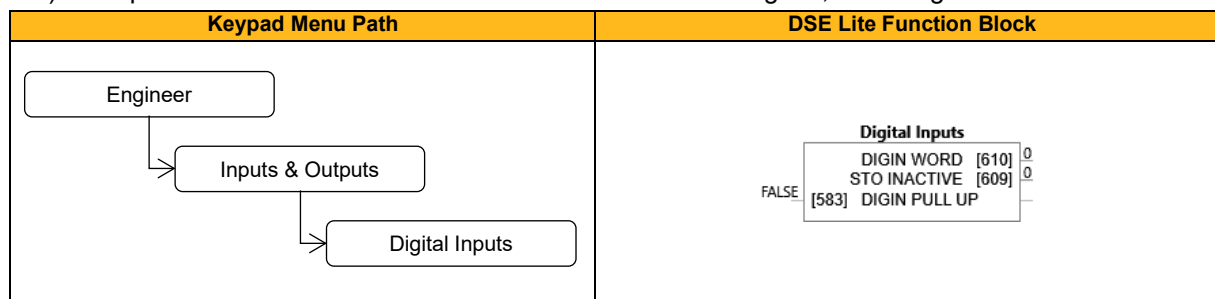 Keypad Menu Path
DSE Lite Function Block
Engineer
Inputs & Outputs
Digital Inputs
Digital Inputs
DIGIN WORD [610] 0
STO INACTIVE [609] 0
FALSE [583] DIGIN PULL UP